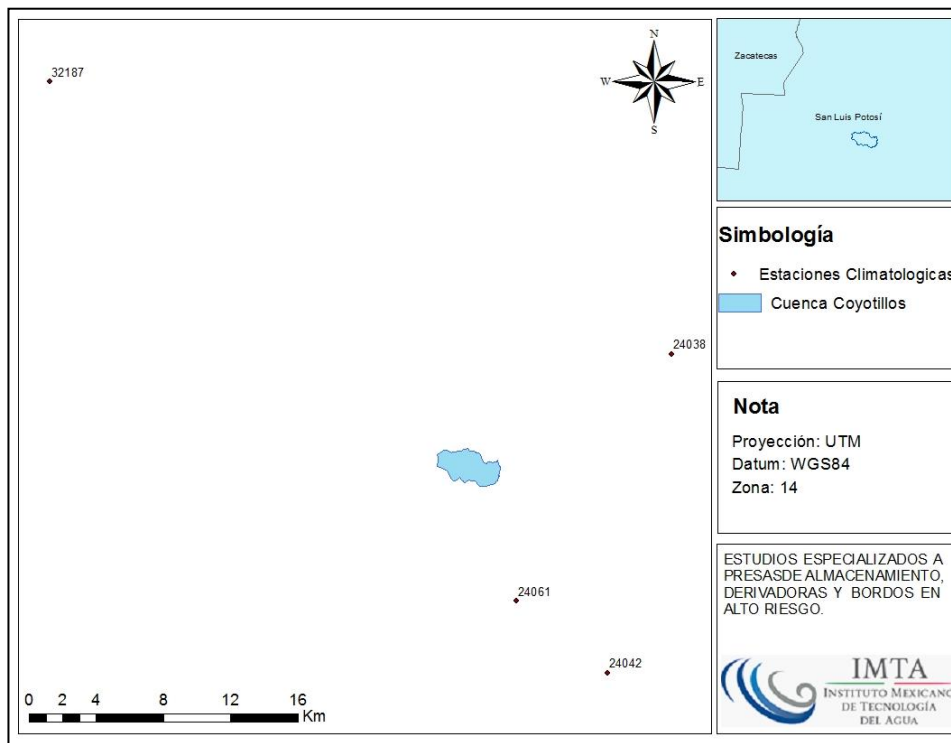 32187
N
W E
S
24038
24061
24042
0 2 4 8 12 16
Km
Zacatecas
San Luis Potosí
Simbología
Estaciones Climatologicas
Cuenca Coyotillos
Nota
Proyección: UTM
Datum: WGS84
Zona: 14
ESTUDIOS ESPECIALIZADOS A
PRESASDE ALMACENAMIENTO,
DERIVADORAS Y BORDOS EN
ALTO RIESGO.
IMTA
INSTITUTO MEXICANO
DE TECNOLOGÍA
DEL AGUA